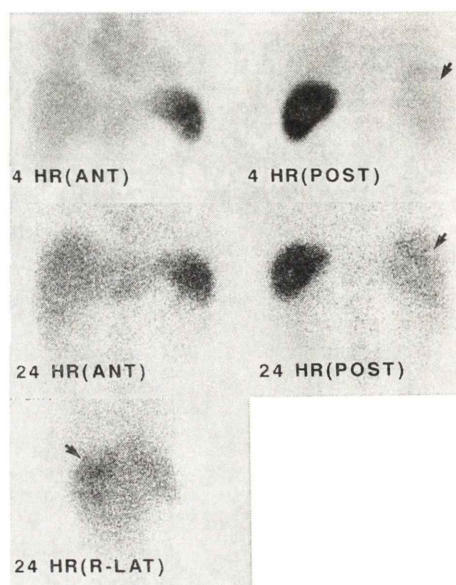 4 HR(ANT)
4 HR(POST)
24 HR(ANT)
24 HR(POST)
24 HR(R-LAT)